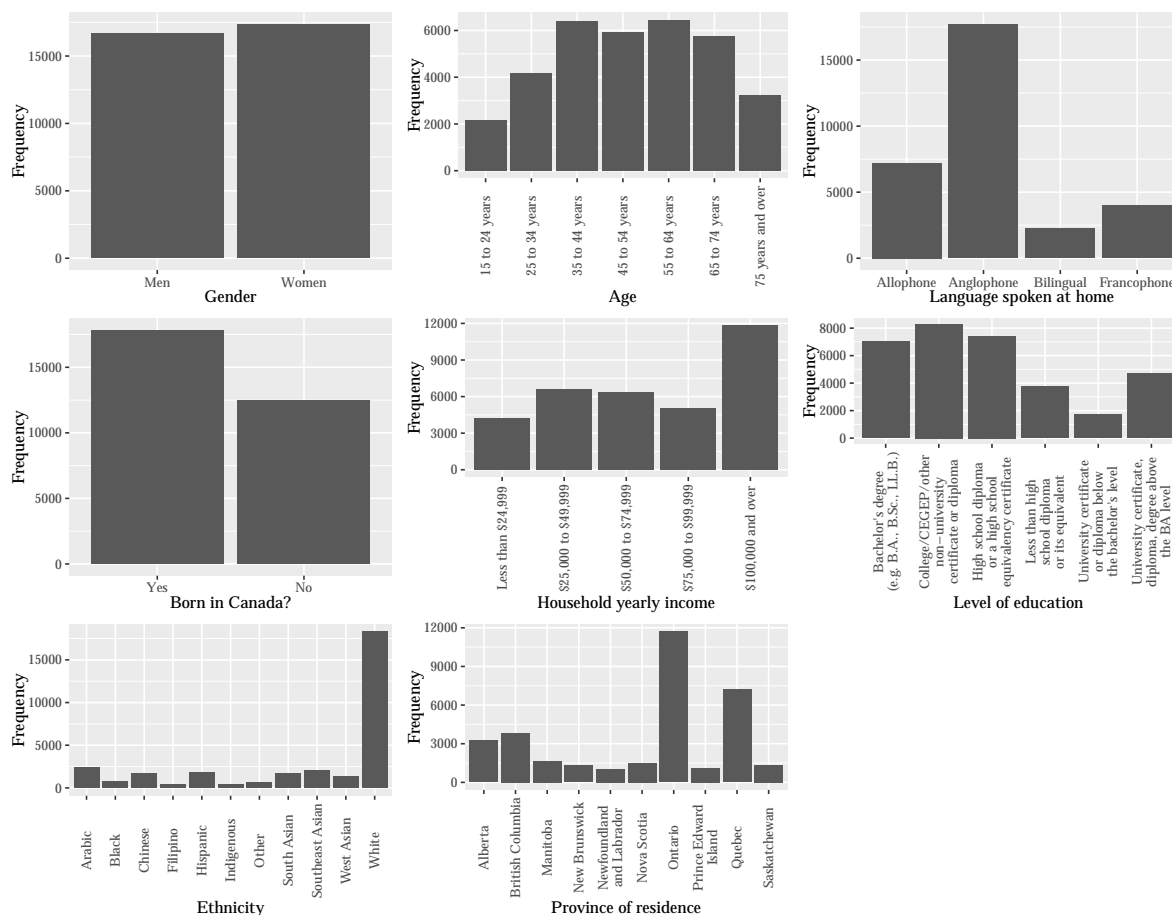 Frequency
15000
10000
5000
0
Men
Women
Gender
Frequency
6000
4000
2000
0
15 to 24 years
25 to 34 years
35 to 44 years
45 to 54 years
55 to 64 years
65 to 74 years
75 years and over
Age
Frequency
15000
10000
5000
0
Allophone
Anglophone
Bilingual
Francophone
Language spoken at home
Frequency
15000
10000
5000
0
Yes
No
Born in Canada?
Frequency
12000
9000
6000
3000
0
Less than $24,999
$25,000 to $49,999
$50,000 to $74,999
$75,000 to $99,999
$100,000 and over
Household yearly income
Frequency
8000
6000
4000
2000
0
Bachelor's degree
(e.g. B.A., B.Sc., LL.B.)
College/CEGEP/other
non−university
certificate or diploma
High school diploma
or a high school
equivalency certificate
Less than high
school diploma
or its equivalent
University certificate
or diploma below
the bachelor's level
University certificate,
diploma, degree above
the BA level
Level of education
Frequency
15000
10000
5000
0
Arabic
Black
Chinese
Filipino
Hispanic
Indigenous
Other
South Asian
Southeast Asian
West Asian
White
Ethnicity
Frequency
12000
9000
6000
3000
0
Alberta
British Columbia
Manitoba
New Brunswick
Newfoundland
and Labrador
Nova Scotia
Ontario
Prince Edward
Island
Quebec
Saskatchewan
Province of residence